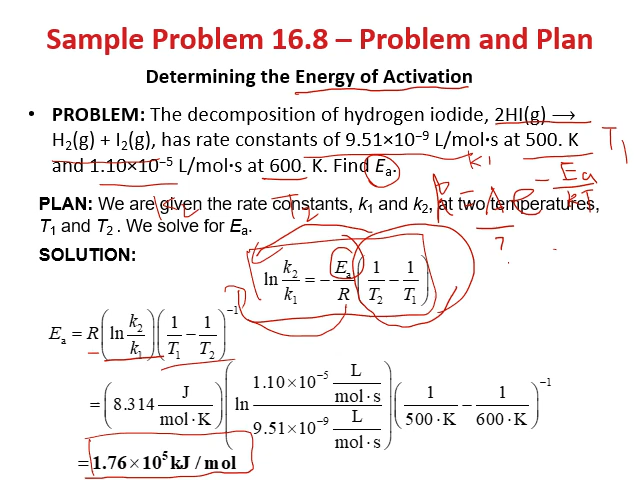 Sample Problem 16.8 – Problem and Plan
Determining the Energy of Activation
• PROBLEM: The decomposition of hydrogen iodide, 2HI(g) ⟶
H₂(g) + I₂(g), has rate constants of 9.51×10⁻⁹ L/mol·s at 500. K
and 1.10×10⁻⁵ L/mol·s at 600. K. Find Eₐ.
T₁
k₁
T₂
PLAN: We are given the rate constants, k₁ and k₂, at two temperatures,
T₁ and T₂ . We solve for Eₐ.
SOLUTION:
ln k₂/k₁ = −Eₐ/R (1/T₂ − 1/T₁)
Eₐ = R(ln k₂/k₁)(1/T₁ − 1/T₂)⁻¹
= (8.314 J/mol·K)(ln (1.10×10⁻⁵ L/mol·s)/(9.51×10⁻⁹ L/mol·s))(1/500·K − 1/600·K)⁻¹
= 1.76×10⁵ kJ / mol